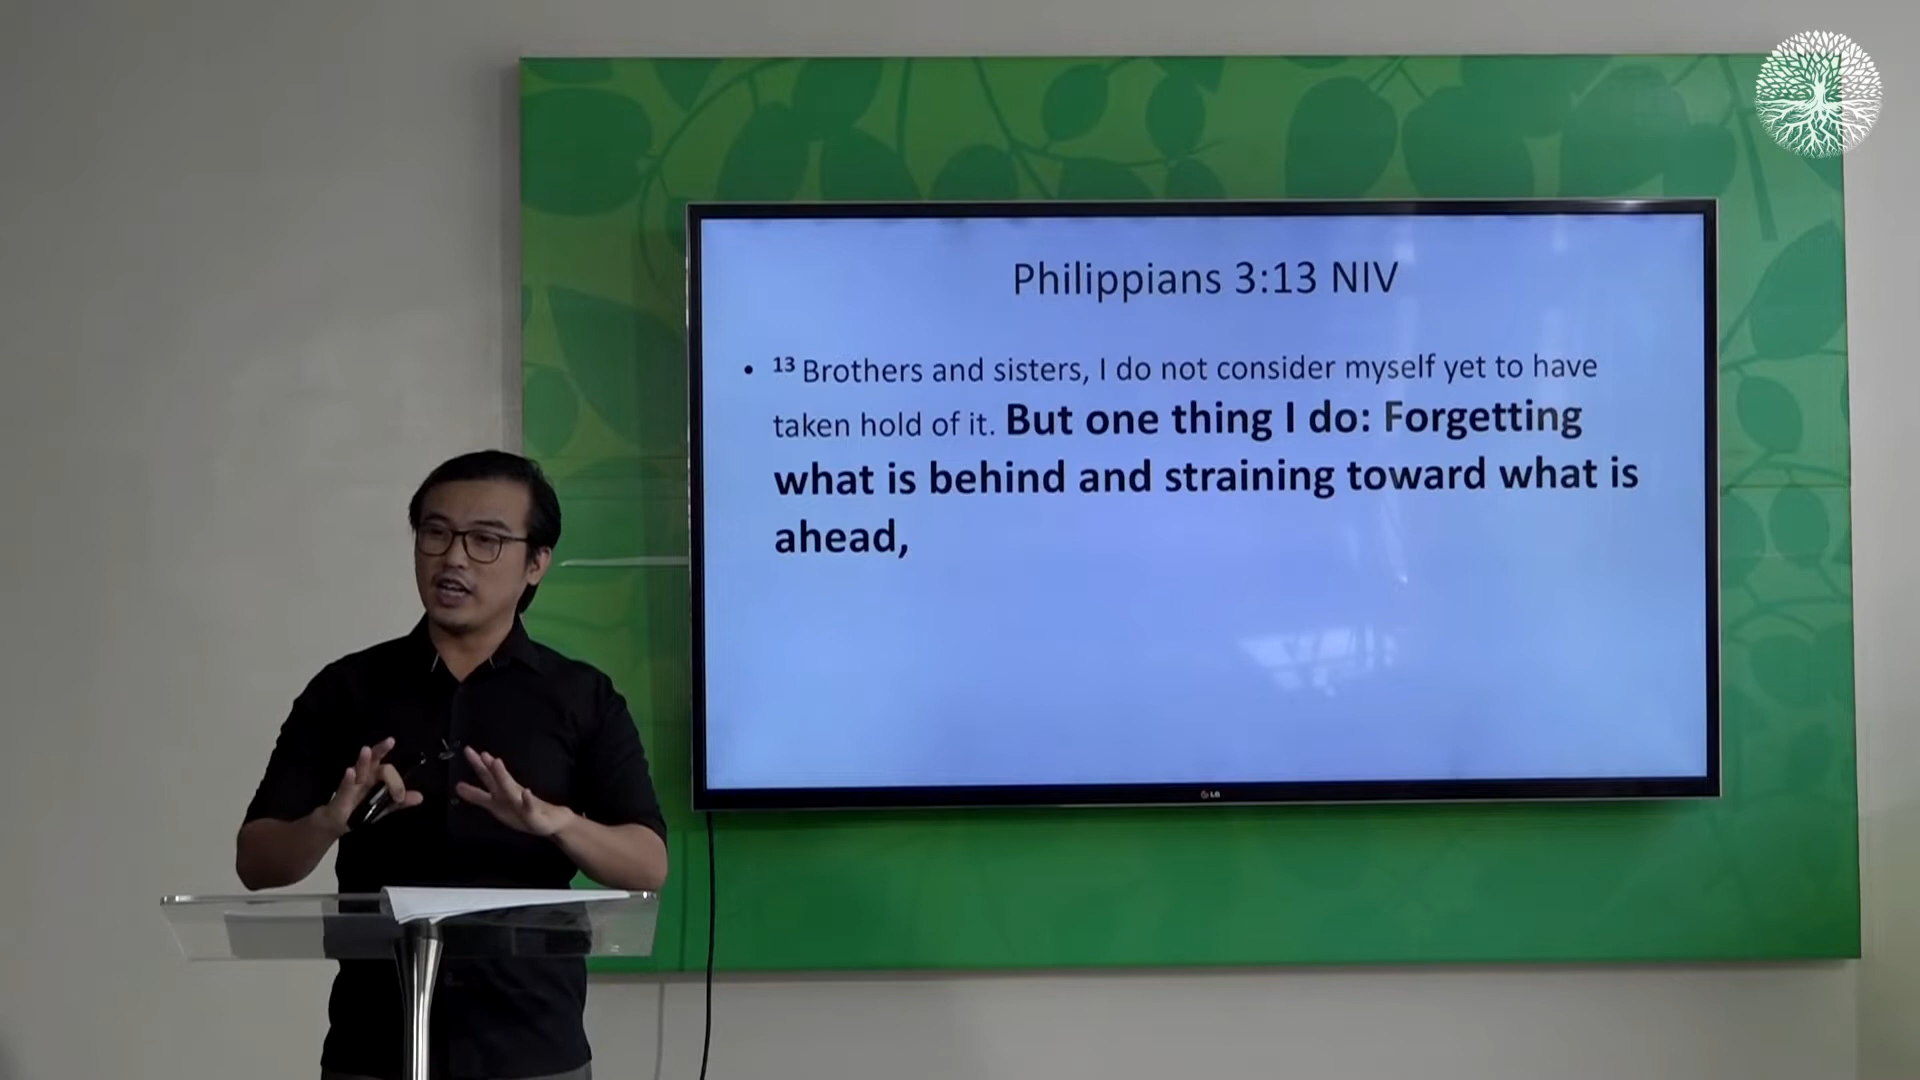 Philippians 3:13 NIV
• ¹³ Brothers and sisters, I do not consider myself yet to have
taken hold of it. But one thing I do: Forgetting
what is behind and straining toward what is
ahead,
LG